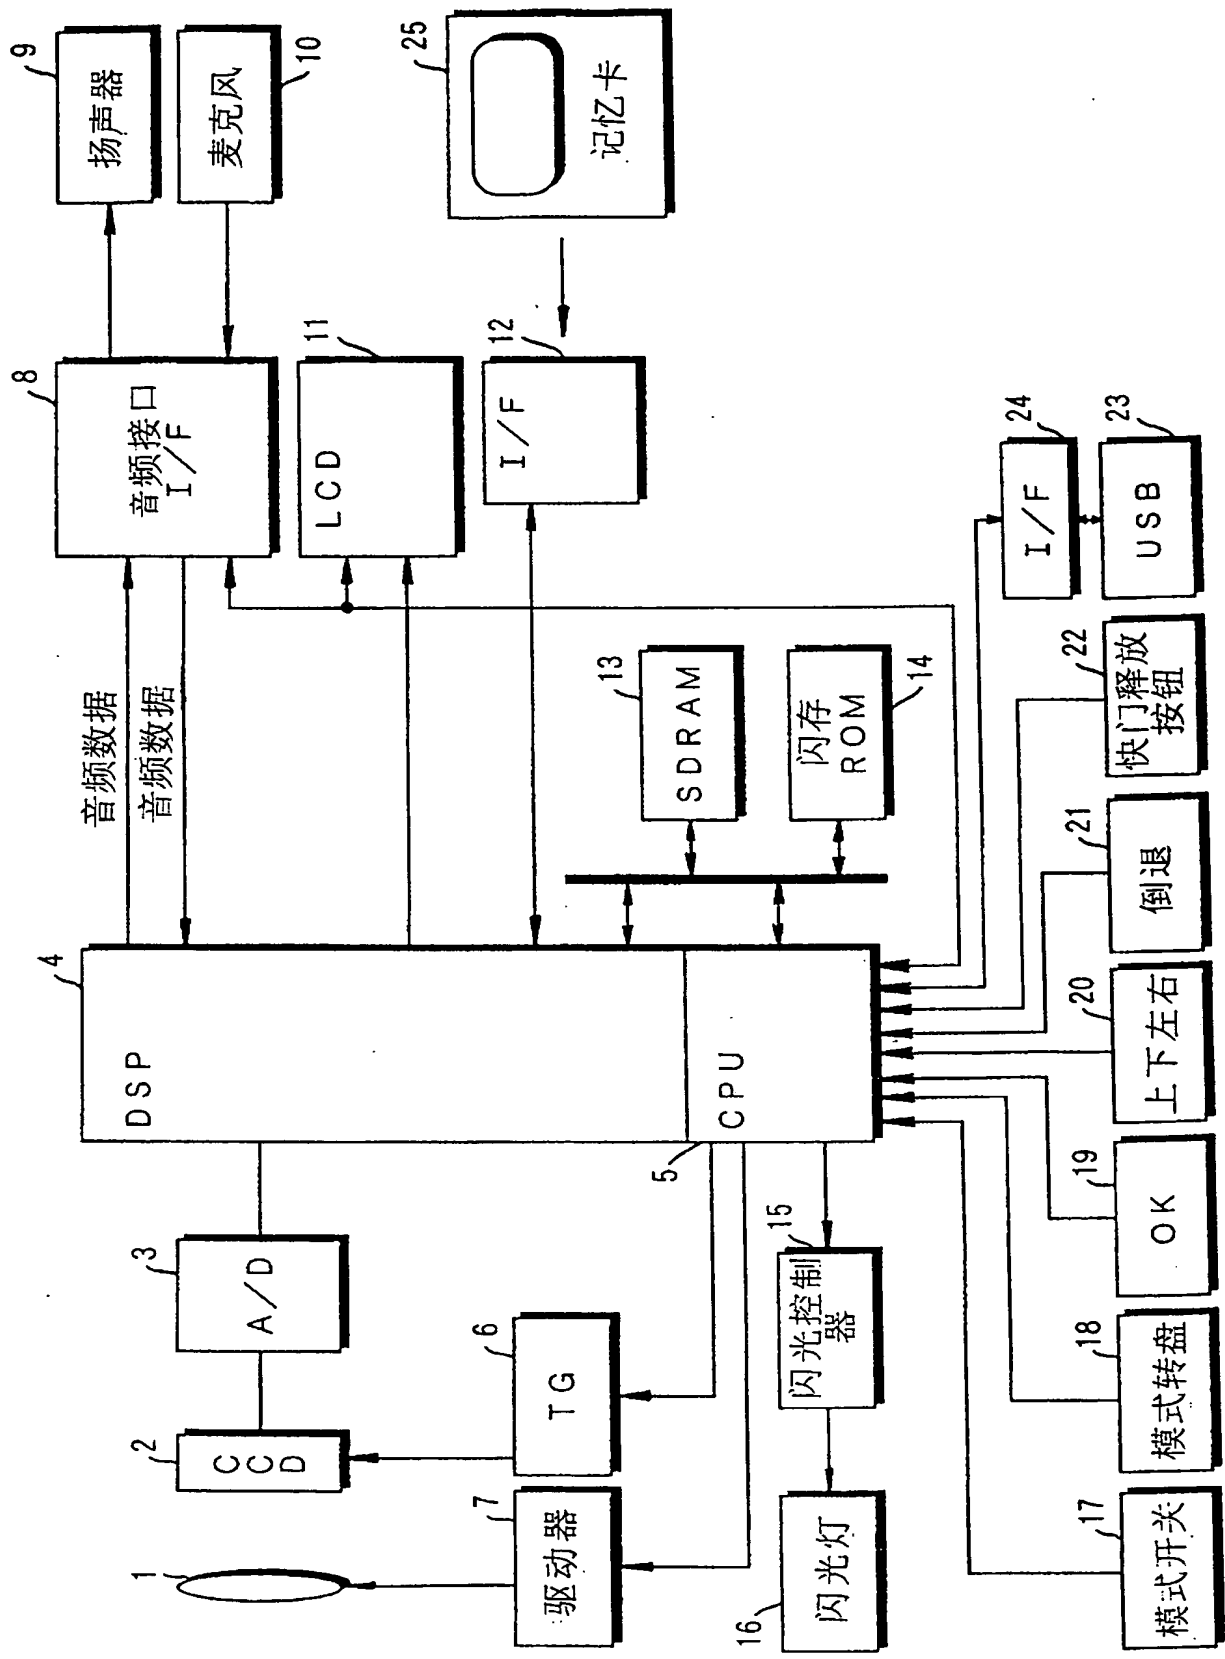 1
2
CCD
3
A/D
4
DSP
5
CPU
6
TG
7
驱动器
8
音频接口
I/F
音频数据
音频数据
9
扬声器
10
麦克风
11
LCD
12
I/F
25
记忆卡
13
SDRAM
14
闪存
ROM
15
闪光控制
器
16
闪光灯
17
模式开关
18
模式转盘
19
OK
20
上下左右
21
倒退
22
快门释放
按钮
23
USB
24
I/F